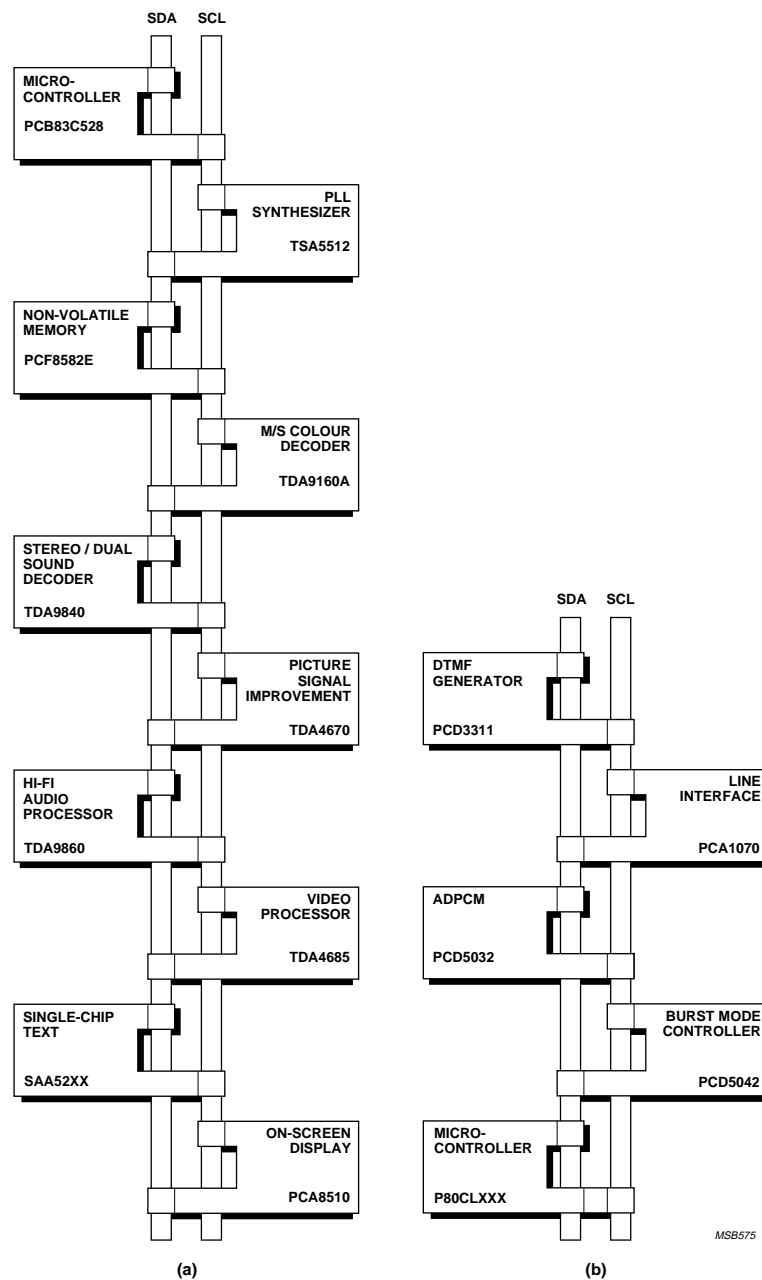 SDA SCL
MICRO-
CONTROLLER
PCB83C528
PLL
SYNTHESIZER
TSA5512
NON-VOLATILE
MEMORY
PCF8582E
M/S COLOUR
DECODER
TDA9160A
STEREO / DUAL
SOUND
DECODER
TDA9840
PICTURE
SIGNAL
IMPROVEMENT
TDA4670
HI-FI
AUDIO
PROCESSOR
TDA9860
VIDEO
PROCESSOR
TDA4685
SINGLE-CHIP
TEXT
SAA52XX
ON-SCREEN
DISPLAY
PCA8510
(a)
SDA SCL
DTMF
GENERATOR
PCD3311
LINE
INTERFACE
PCA1070
ADPCM
PCD5032
BURST MODE
CONTROLLER
PCD5042
MICRO-
CONTROLLER
P80CLXXX
MSB575
(b)